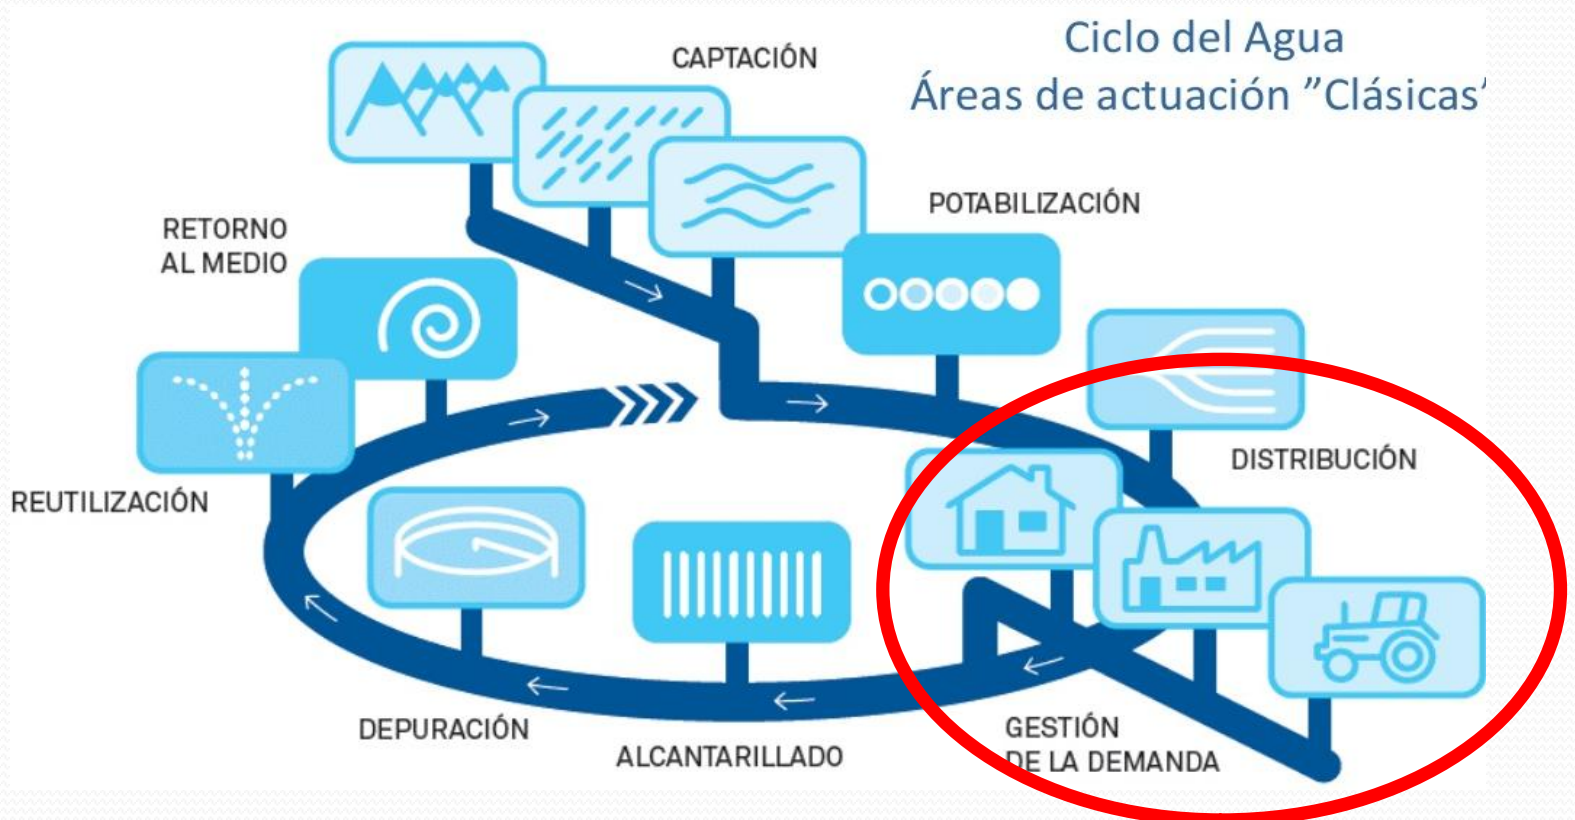 Ciclo del Agua
Áreas de actuación ”Clásicas”
CAPTACIÓN
POTABILIZACIÓN
RETORNO
AL MEDIO
DISTRIBUCIÓN
REUTILIZACIÓN
DEPURACIÓN
ALCANTARILLADO
GESTIÓN
DE LA DEMANDA